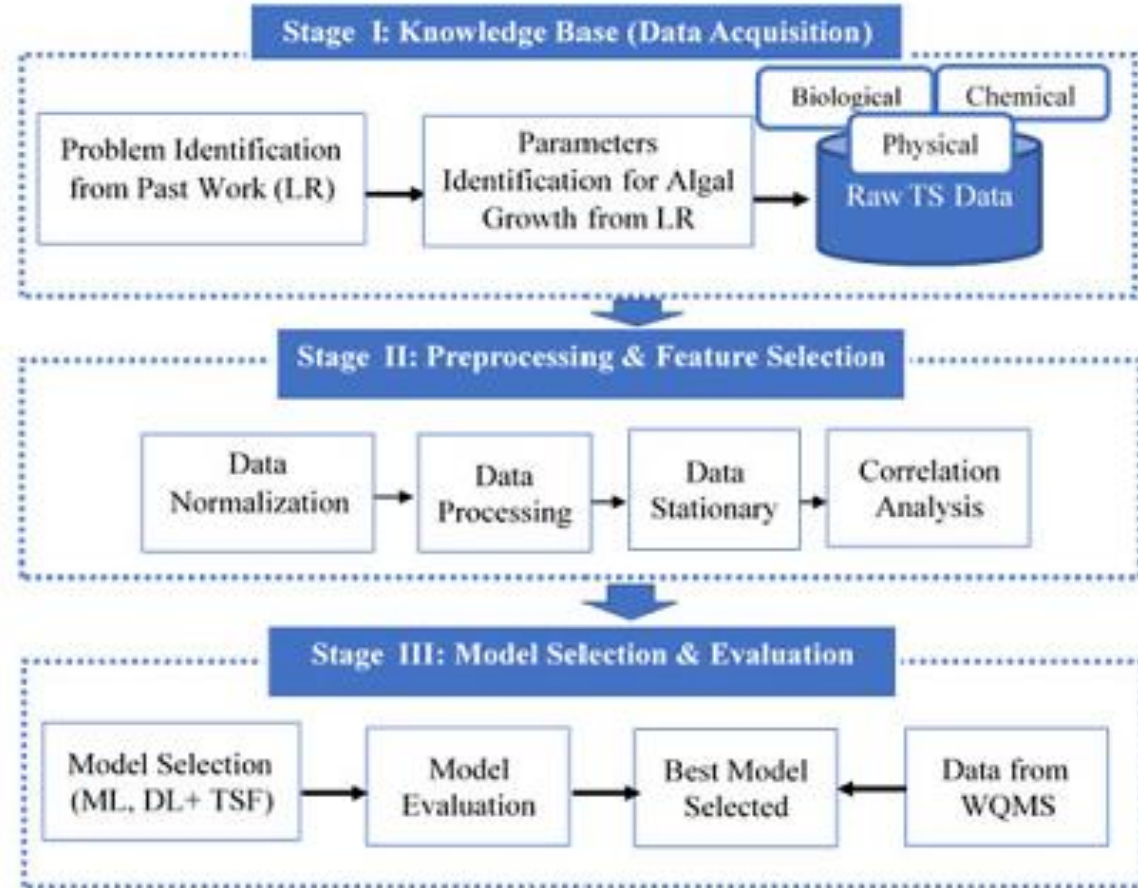 Stage I: Knowledge Base (Data Acquisition)
Biological
Chemical
Physical
Problem Identification
from Past Work (LR)
Parameters
Identification for Algal
Growth from LR
Raw TS Data
Stage II: Preprocessing & Feature Selection
Data
Normalization
Data
Processing
Data
Stationary
Correlation
Analysis
Stage III: Model Selection & Evaluation
Model Selection
(ML, DL+ TSF)
Model
Evaluation
Best Model
Selected
Data from
WQMS